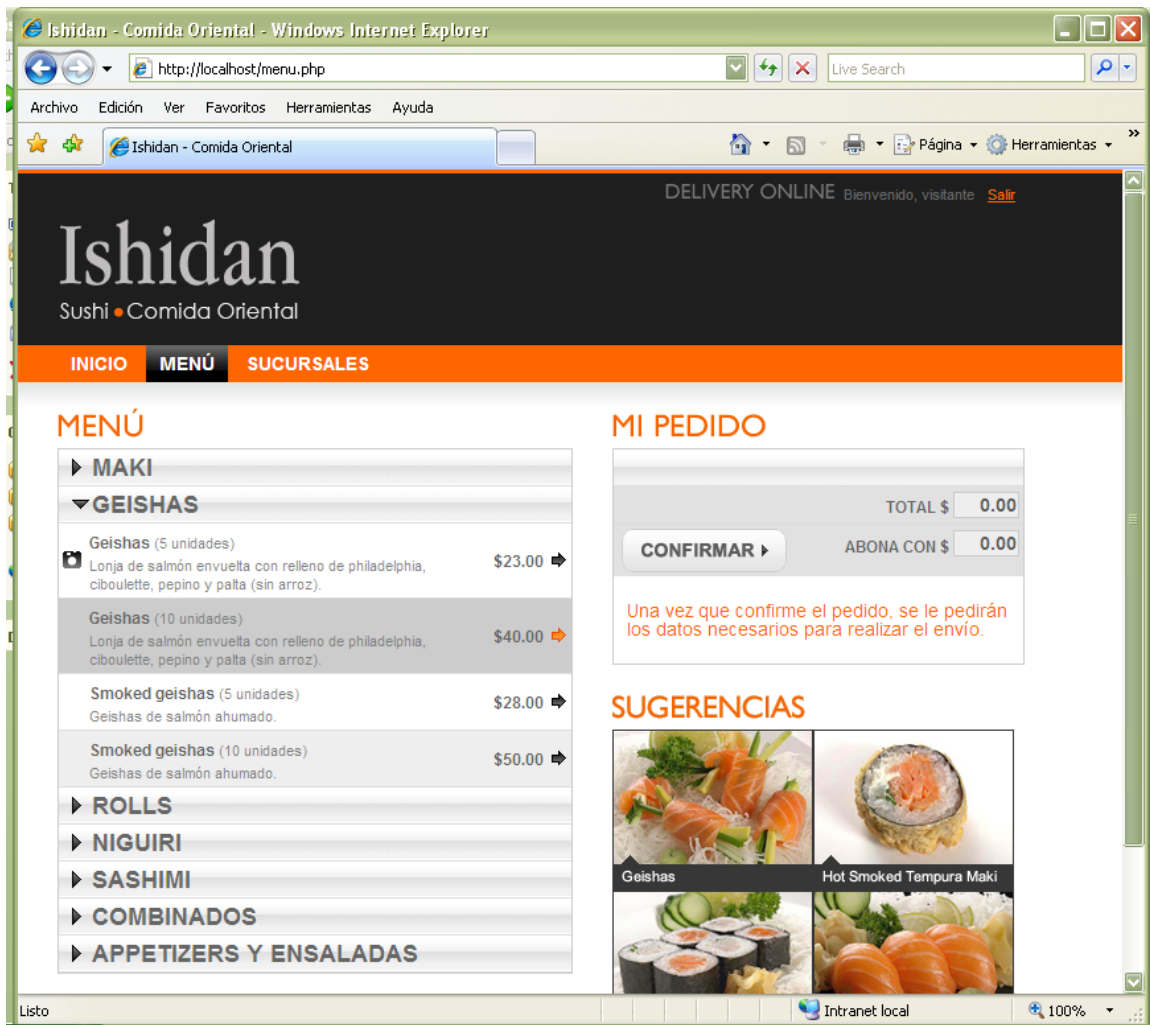 Ishidan - Comida Oriental - Windows Internet Explorer
http://localhost/menu.php
Live Search
Archivo Edición Ver Favoritos Herramientas Ayuda
Ishidan - Comida Oriental
Página
Herramientas
DELIVERY ONLINE Bienvenido, visitante Salir
Ishidan
Sushi • Comida Oriental
INICIO MENÚ SUCURSALES
MENÚ
MAKI
GEISHAS
Geishas (5 unidades)
Lonja de salmón envuelta con relleno de philadelphia,
ciboulette, pepino y palta (sin arroz).
$23.00
Geishas (10 unidades)
Lonja de salmón envuelta con relleno de philadelphia,
ciboulette, pepino y palta (sin arroz).
$40.00
Smoked geishas (5 unidades)
Geishas de salmón ahumado.
$28.00
Smoked geishas (10 unidades)
Geishas de salmón ahumado.
$50.00
ROLLS
NIGUIRI
SASHIMI
COMBINADOS
APPETIZERS Y ENSALADAS
MI PEDIDO
TOTAL $ 0.00
CONFIRMAR
ABONA CON $ 0.00
Una vez que confirme el pedido, se le pedirán
los datos necesarios para realizar el envío.
SUGERENCIAS
Geishas
Hot Smoked Tempura Maki
Listo
Intranet local
100%